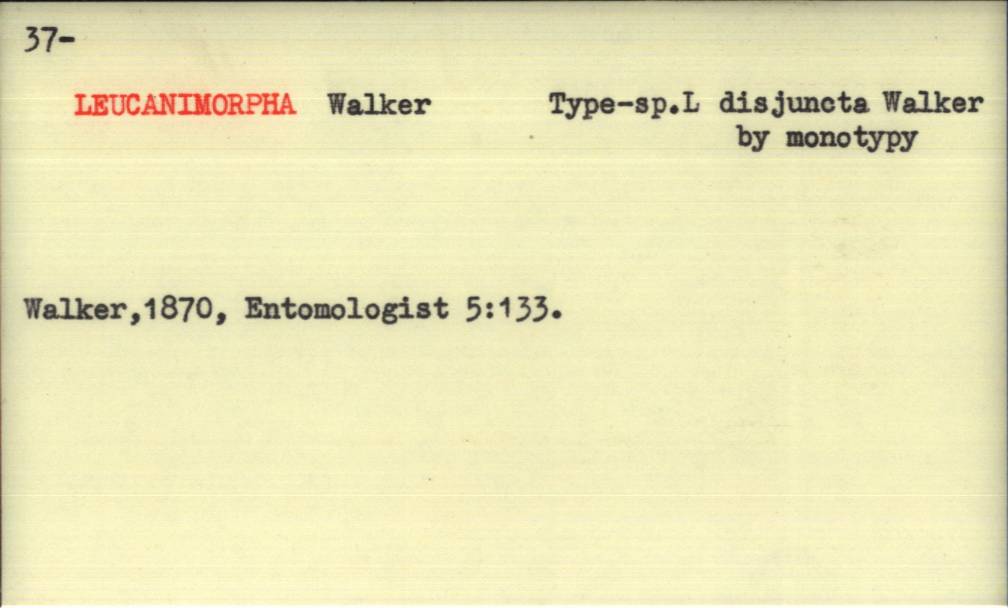 37-
LEUCANIMORPHA Walker Type-sp.L disjuncta Walker
by monotypy
Walker,1870, Entomologist 5:133.